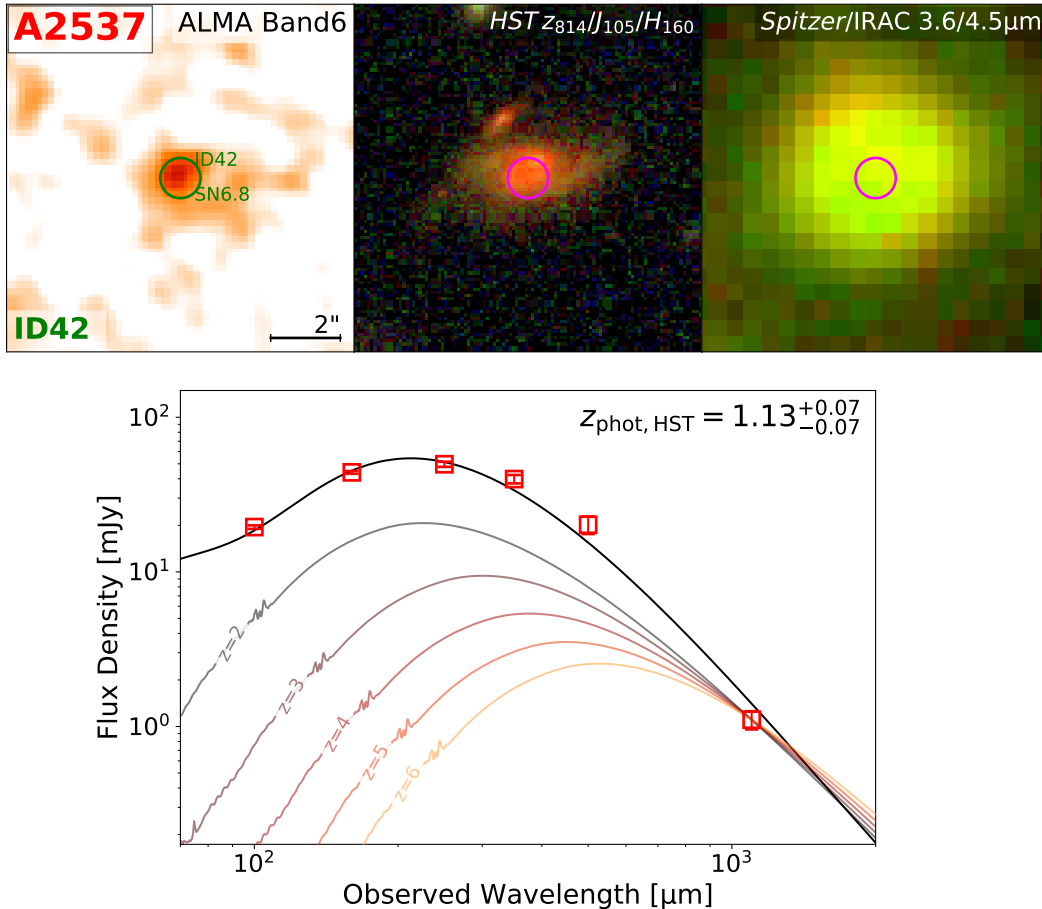 A2537
ALMA Band6
HST z₈₁₄/J₁₀₅/H₁₆₀
Spitzer/IRAC 3.6/4.5μm
ID42
SN6.8
ID42
2"
z_phot, HST = 1.13^{+0.07}_{-0.07}
10²
10¹
10⁰
Flux Density [mJy]
z=2
z=3
z=4
z=5
z=6
10²
10³
Observed Wavelength [μm]